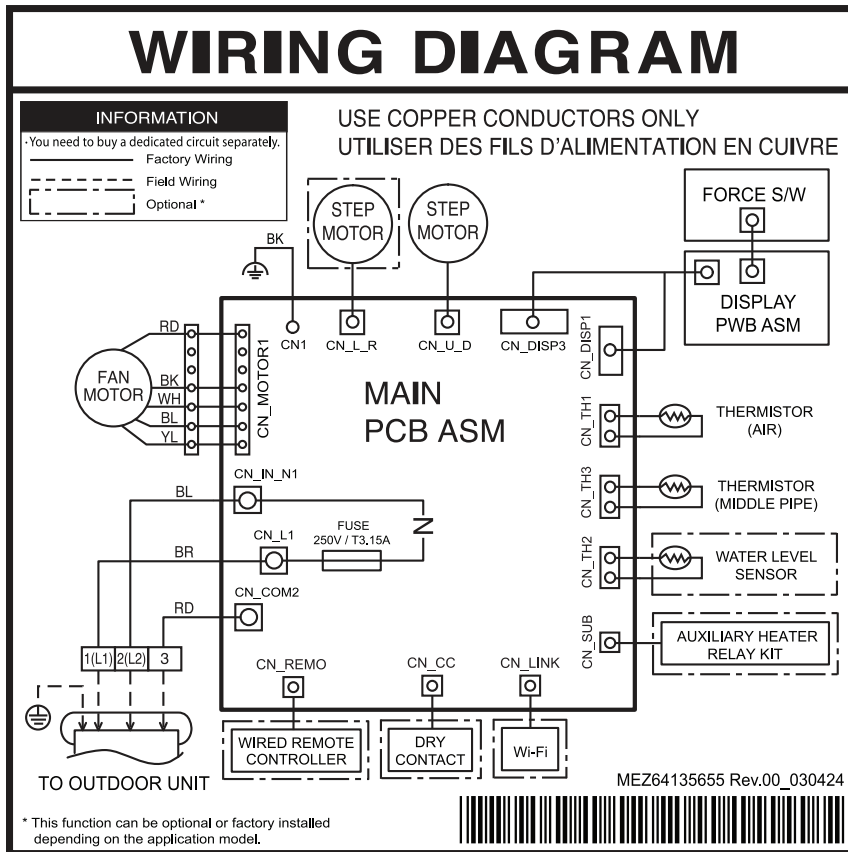 WIRING DIAGRAM
INFORMATION
·You need to buy a dedicated circuit separately.
Factory Wiring
Field Wiring
Optional *
USE COPPER CONDUCTORS ONLY
UTILISER DES FILS D'ALIMENTATION EN CUIVRE
STEP
MOTOR
STEP
MOTOR
FORCE S/W
DISPLAY
PWB ASM
BK
CN1
CN_L_R
CN_U_D
CN_DISP3
CN_DISP1
RD
BK
WH
BL
YL
FAN
MOTOR
CN_MOTOR1
MAIN
PCB ASM
CN_TH1
THERMISTOR
(AIR)
CN_TH3
THERMISTOR
(MIDDLE PIPE)
CN_TH2
WATER LEVEL
SENSOR
CN_SUB
AUXILIARY HEATER
RELAY KIT
CN_IN_N1
BL
CN_L1
BR
FUSE
250V / T3.15A
N
CN_COM2
RD
1(L1) 2(L2) 3
CN_REMO
CN_CC
CN_LINK
WIRED REMOTE
CONTROLLER
DRY
CONTACT
Wi-Fi
TO OUTDOOR UNIT
MEZ64135655 Rev.00_030424
* This function can be optional or factory installed
depending on the application model.